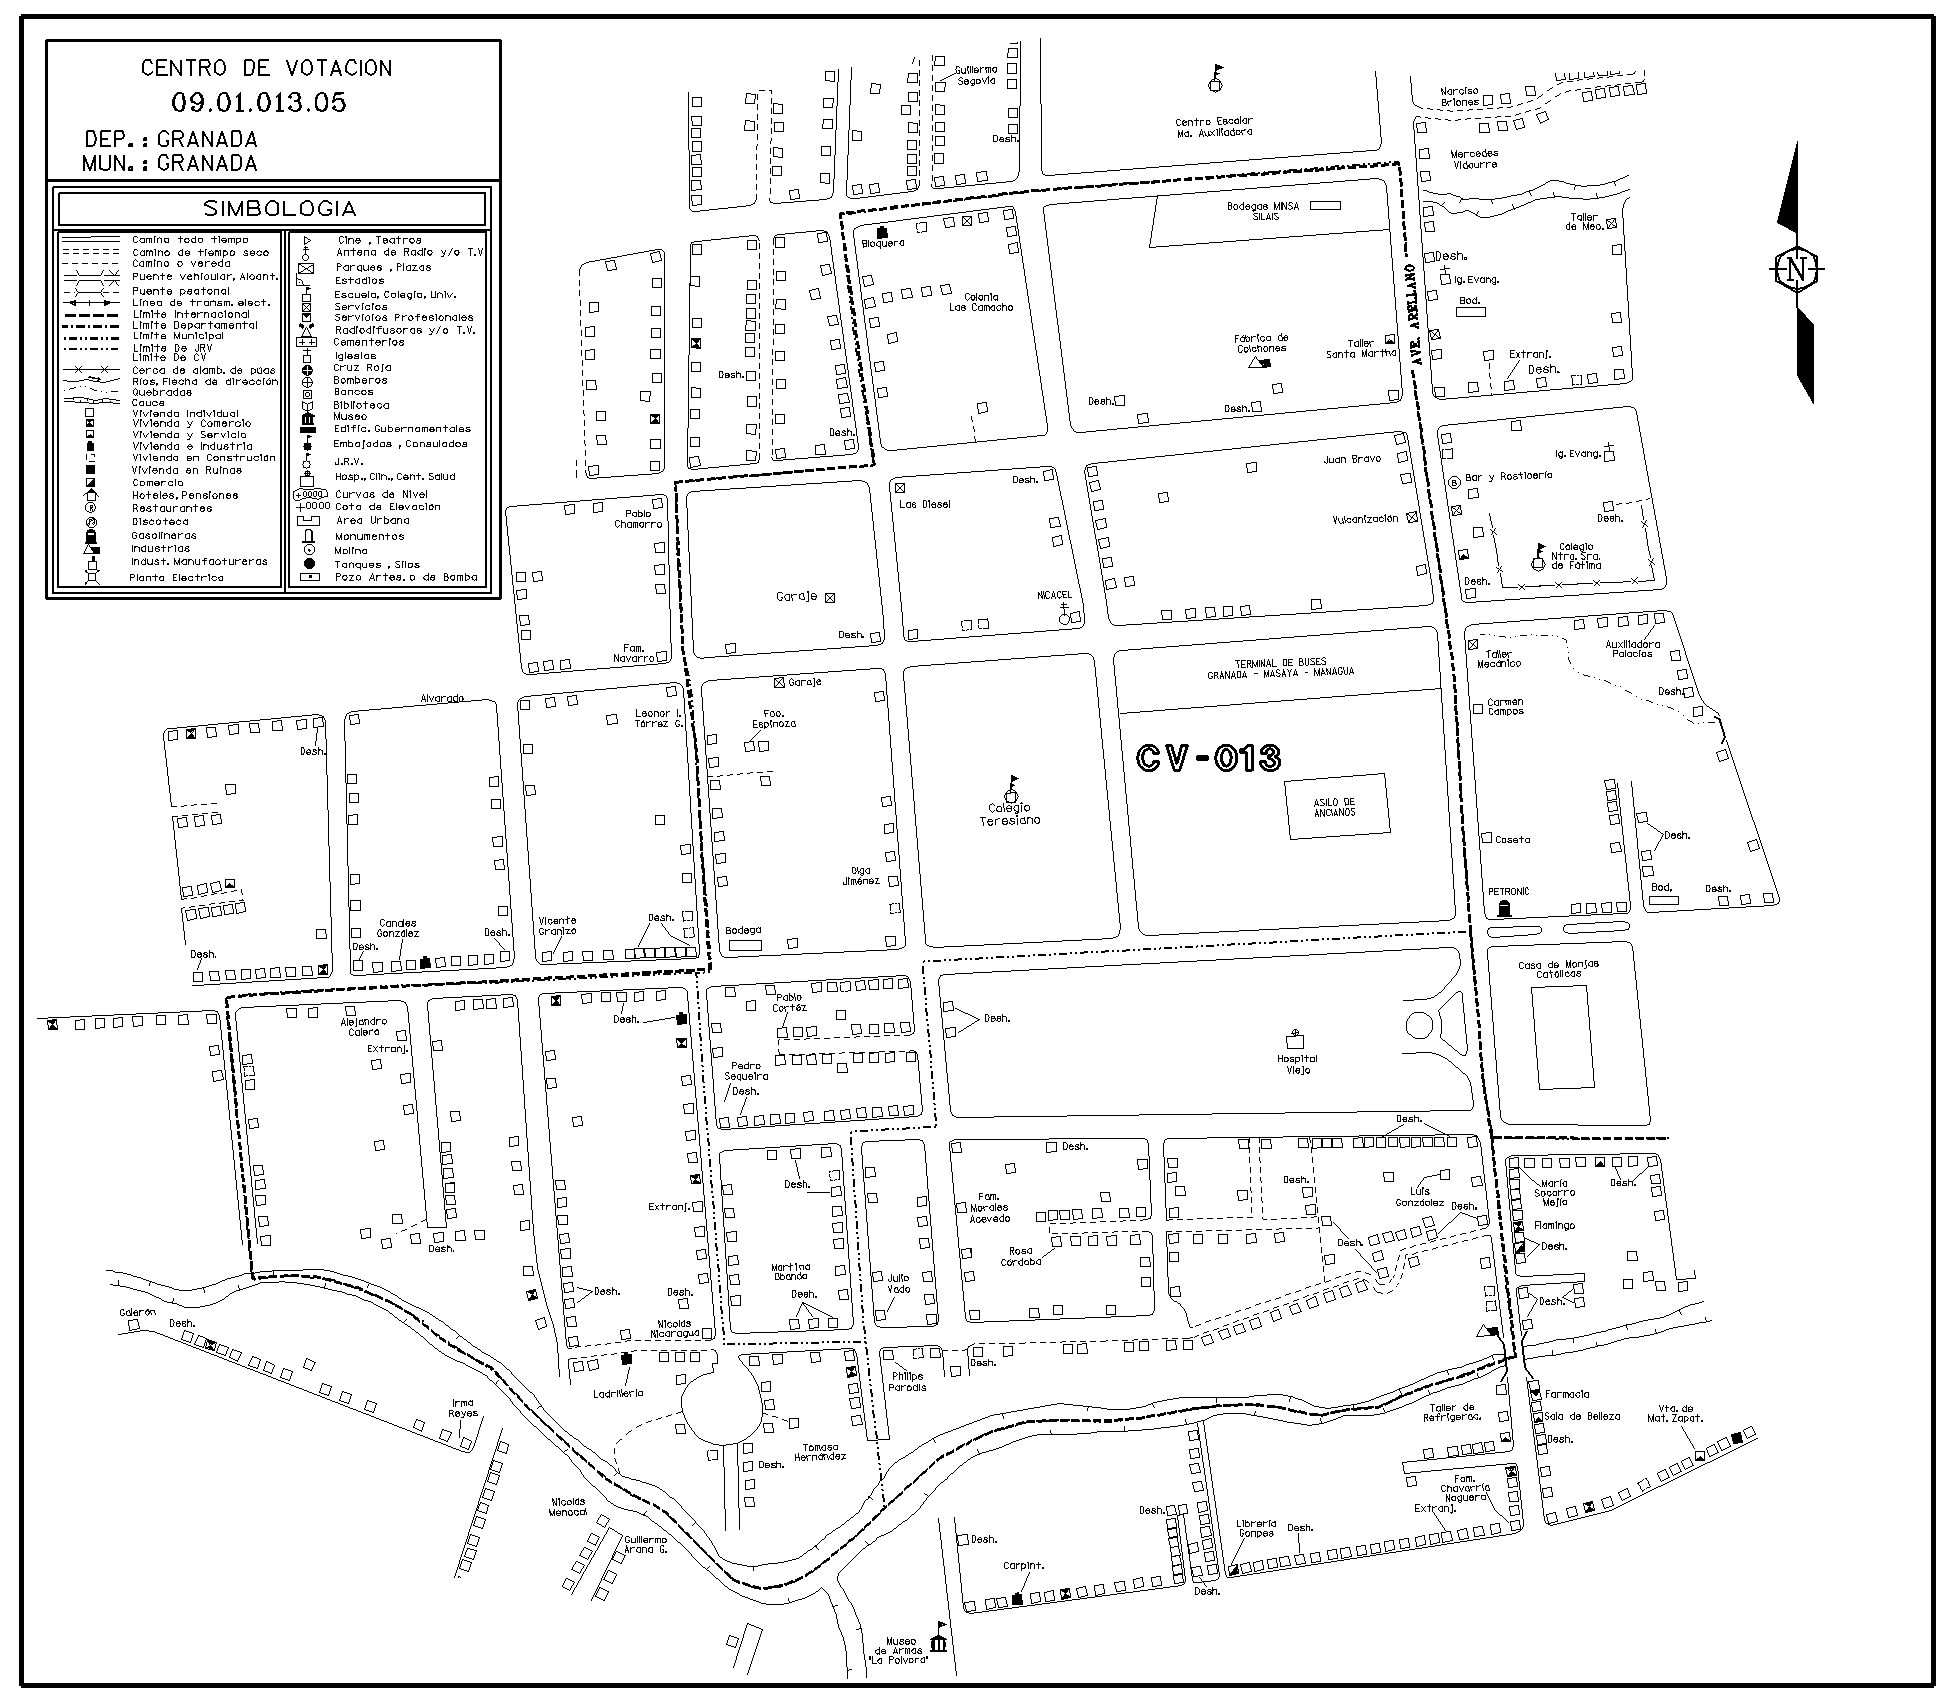 CENTRO DE VOTACION
09.01.013.05
DEP.: GRANADA
MUN.: GRANADA
SIMBOLOGIA
Camino todo tiempo
Camino de tiempo seco
Camino o vereda
Puente vehicular, Alcant.
Puente peatonal
Línea de transm. elect.
Límite Internacional
Límite Departamental
Límite Municipal
Límite De JRV
Límite De CV
Cerca de alamb. de púas
Ríos, Flecha de dirección
Quebradas
Cauce
Vivienda Individual
Vivienda y Comercio
Vivienda y Servicio
Vivienda e Industria
Vivienda en Construción
Vivienda en Ruinas
Comercio
Hoteles, Pensiones
Restaurantes
Discoteca
Gasolineras
Industrias
Indust. Manufactureras
Planta Electrica
Cine , Teatros
Antena de Radio y/o T.V
Parques , Plazas
Estadios
Escuela, Colegio, Univ.
Servicios
Servicios Profesionales
Radiodifusoras y/o T.V.
Cementerios
Iglesias
Cruz Roja
Bomberos
Bancos
Biblioteca
Museo
Edific. Gubernamentales
Embajadas , Consulados
J.R.V.
Hosp., Clin., Cent. Salud
Curvas de Nivel
Cota de Elevación
Area Urbana
Monumentos
Molino
Tanques , Silos
Pozo Artes. o de Bomba
Guillermo
Segovia
Desh.
Centro Escolar
Ma. Auxiliadora
Narciso
Briones
Mercedes
Vidaurre
N
Bodegas MINSA
SILAIS
Taller
de Mec.
Bloquera
Desh.
Ig. Evang.
Bod.
AVE. ARELLANO
Colonia
Las Camacho
Fábrica de
Colchones
Taller
Santa Martha
Extranj.
Desh.
Desh.
Desh.
Desh.
Desh.
Juan Bravo
Ig. Evang.
Bar y Rosticería
Desh.
Las Diesel
Pablo
Chamorro
Vulcanización
Desh.
Colegio
Ntra. Sra.
de Fátima
Desh.
Garaje
NICACEL
Desh.
Fam.
Navarro
TERMINAL DE BUSES
GRANADA - MASAYA - MANAGUA
Taller
Mecánico
Auxiliadora
Palacios
Desh.
Garaje
Alvarado
Leonor I.
Tórrez G.
Fco.
Espinoza
Carmen
Campos
Desh.
CV-013
ASILO DE
ANCIANOS
Colegio
Teresiano
Caseta
Desh.
Olga
Jiménez
PETRONIC
Bod.
Desh.
Canales
González
Desh.
Desh.
Vicente
Granizo
Desh.
Bodega
Desh.
Casa de Monjas
Católicas
Pablo
Cortéz
Alejandro
Calero
Extranj.
Desh.
Desh.
Hospital
Viejo
Pedro
Sequeira
Desh.
Desh.
Desh.
Desh.
Desh.
Luis
González
Desh.
María
Socorro
Mejía
Desh.
Extranj.
Fam.
Morales
Acevedo
Flamingo
Desh.
Desh.
Desh.
Rosa
Córdoba
Martina
Obando
Julio
Vado
Desh.
Desh.
Desh.
Desh.
Galerón
Desh.
Nicolás
Nicaragua
Desh.
Ladrillería
Philipe
Parodis
Irma
Reyes
Farmacia
Taller de
Refrigerac.
Sala de Belleza
Desh.
Vta. de
Mat. Zapat.
Tomasa
Hernández
Desh.
Fam.
Chavarría
Noguera
Extranj.
Nicolás
Menocal
Guillermo
Arana G.
Desh.
Desh.
Librería
Gonpes
Desh.
Carpint.
Desh.
Museo
de Armas
"La Polvora"